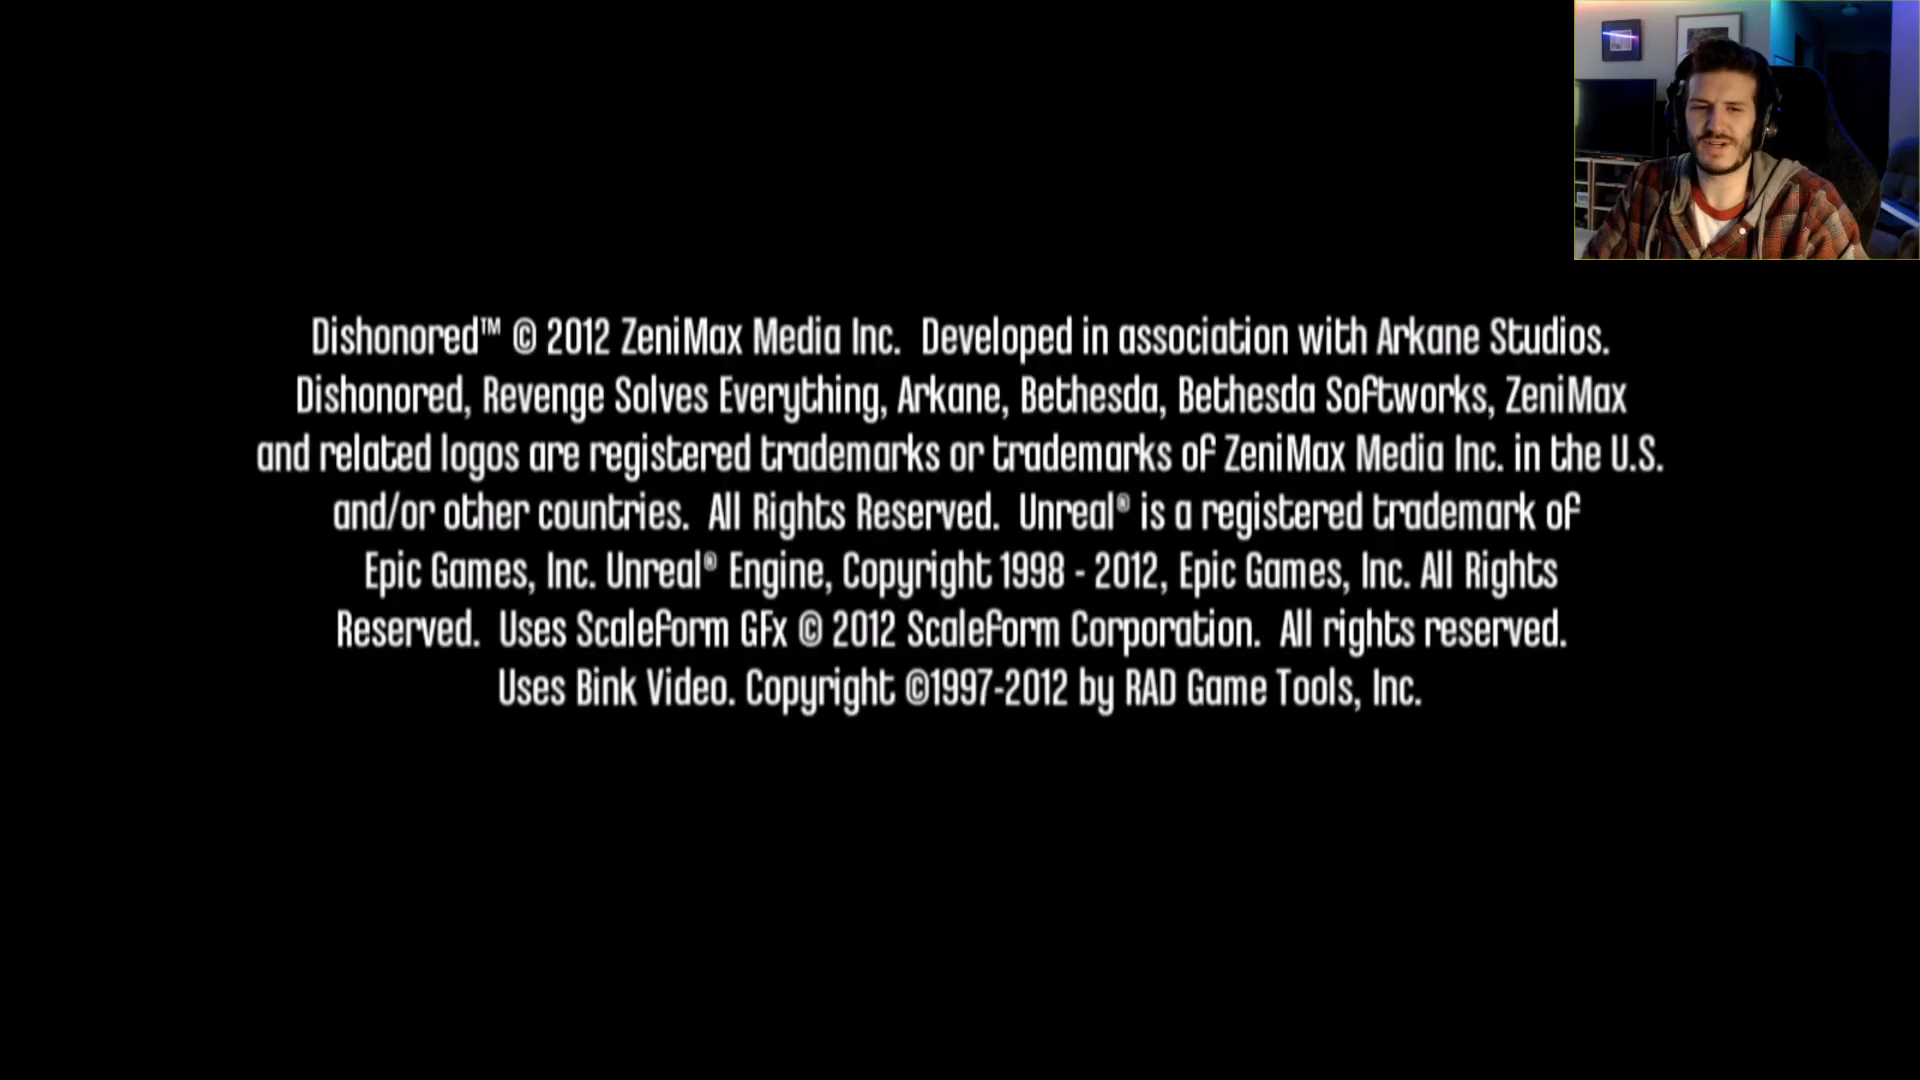 Dishonored™ © 2012 ZeniMax Media Inc.  Developed in association with Arkane Studios.
Dishonored, Revenge Solves Everything, Arkane, Bethesda, Bethesda Softworks, ZeniMax
and related logos are registered trademarks or trademarks of ZeniMax Media Inc. in the U.S.
and/or other countries.  All Rights Reserved.  Unreal® is a registered trademark of
Epic Games, Inc. Unreal® Engine, Copyright 1998 - 2012, Epic Games, Inc. All Rights
Reserved.  Uses Scaleform GFx © 2012 Scaleform Corporation.  All rights reserved.
Uses Bink Video. Copyright ©1997-2012 by RAD Game Tools, Inc.